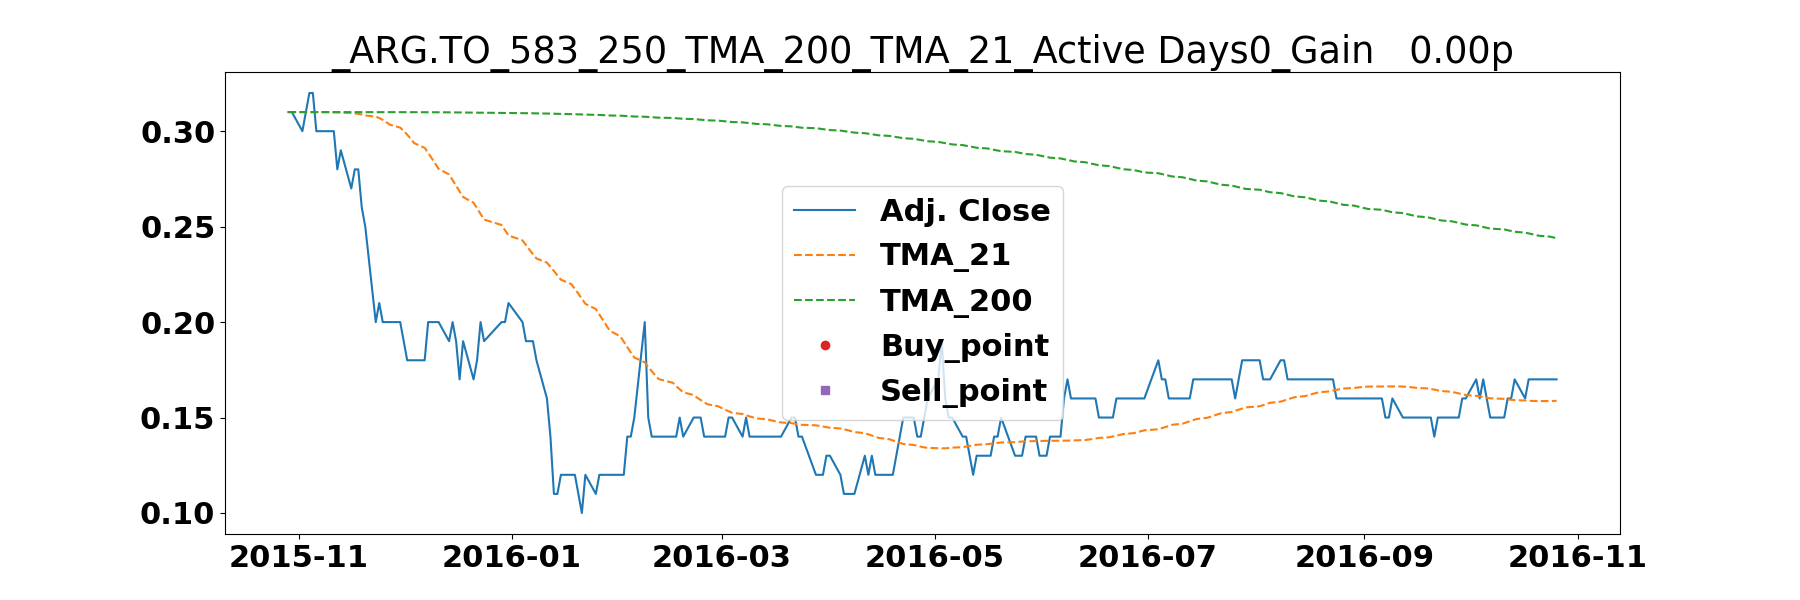 _ARG.TO_583_250_TMA_200_TMA_21_Active Days0_Gain   0.00p
0.30
0.25
0.20
0.15
0.10
Adj. Close
TMA_21
TMA_200
Buy_point
Sell_point
2015-11 2016-01 2016-03 2016-05 2016-07 2016-09 2016-11